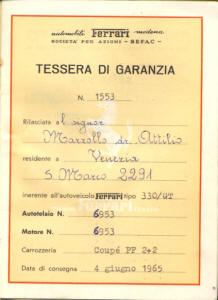 automobili Ferrari modena
SOCIETÀ PER AZIONI - SEFAC
TESSERA DI GARANZIA
N. 1553
Rilasciata al signor
Marrollo dr. Attilio
residente a Venezia
S. Marco 2291
inerente all'autoveicolo Ferrari tipo 330/GT
Autotelaio N. 6953
Motore N. 6953
Carrozzeria Coupé PF 2+2
Data di consegna 4 giugno 1965